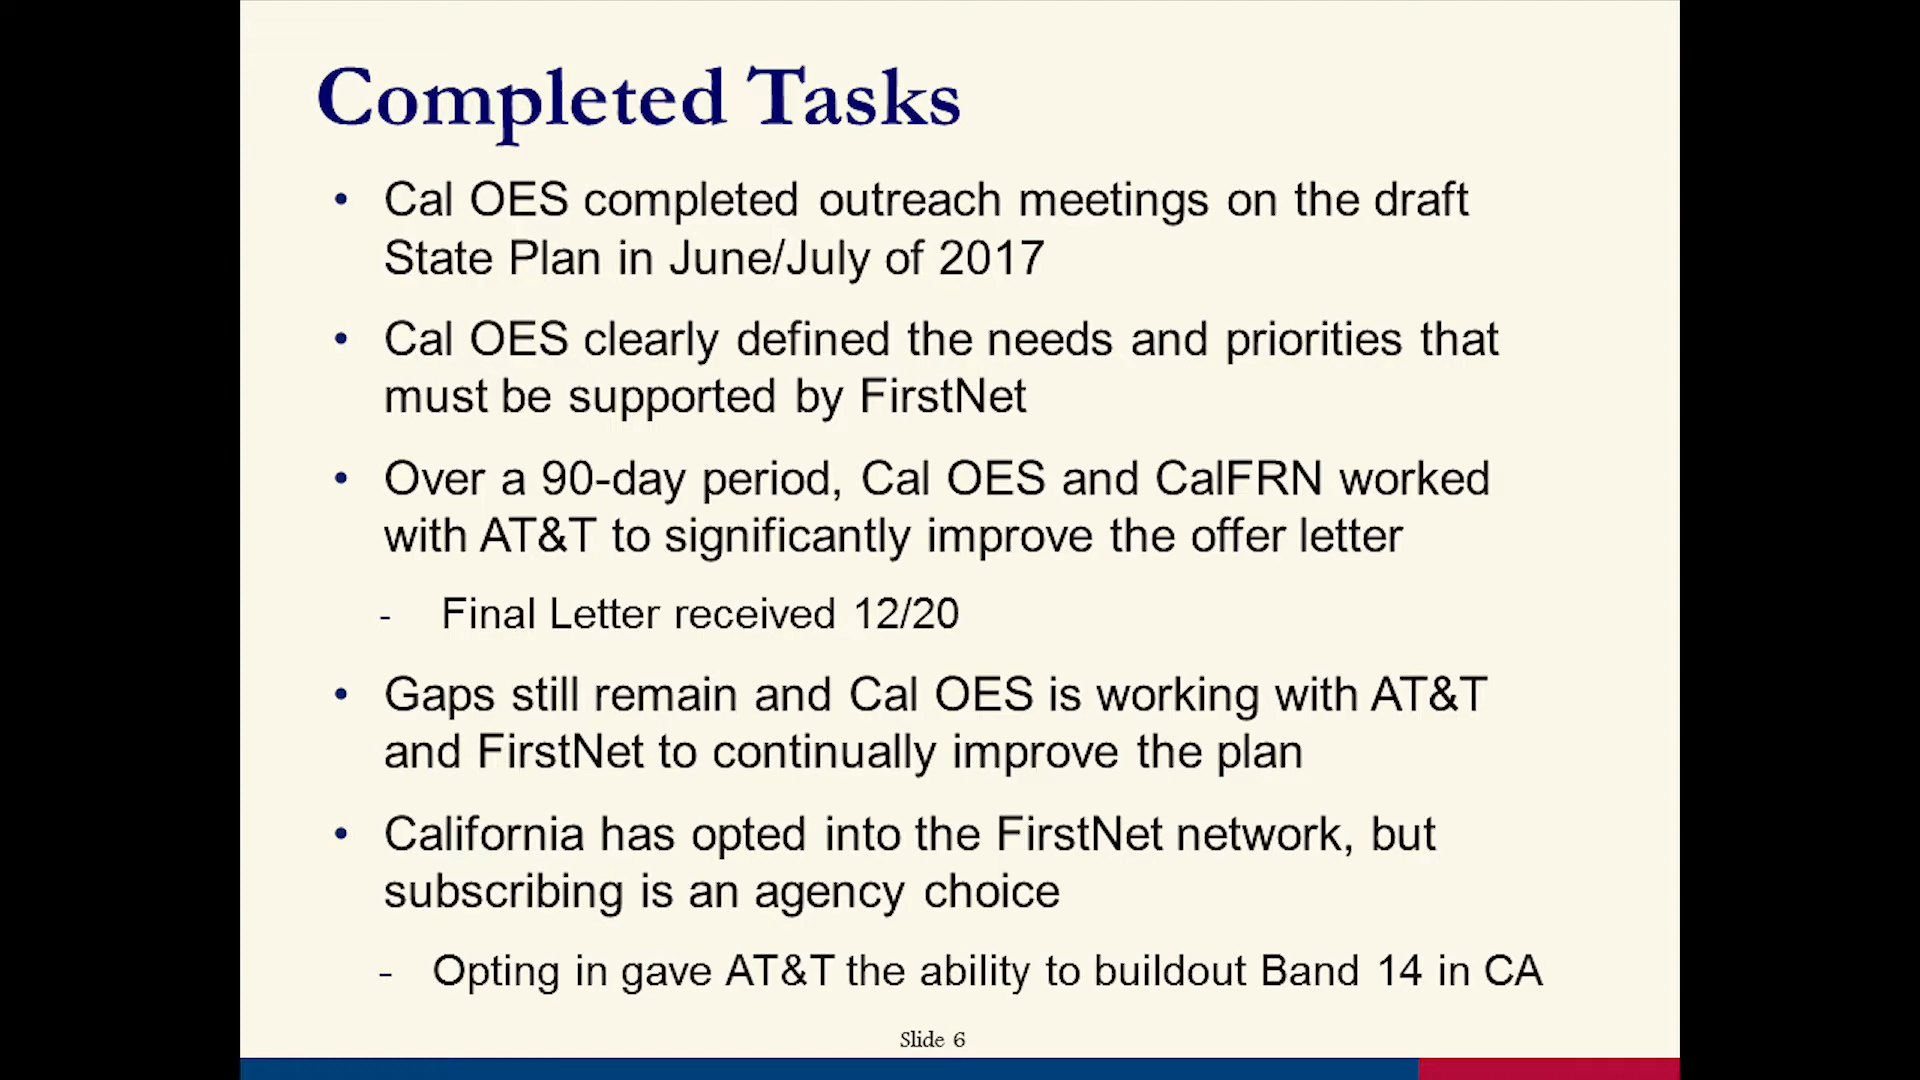 Completed Tasks
• Cal OES completed outreach meetings on the draft
State Plan in June/July of 2017
• Cal OES clearly defined the needs and priorities that
must be supported by FirstNet
• Over a 90-day period, Cal OES and CalFRN worked
with AT&T to significantly improve the offer letter
- Final Letter received 12/20
• Gaps still remain and Cal OES is working with AT&T
and FirstNet to continually improve the plan
• California has opted into the FirstNet network, but
subscribing is an agency choice
- Opting in gave AT&T the ability to buildout Band 14 in CA
Slide 6